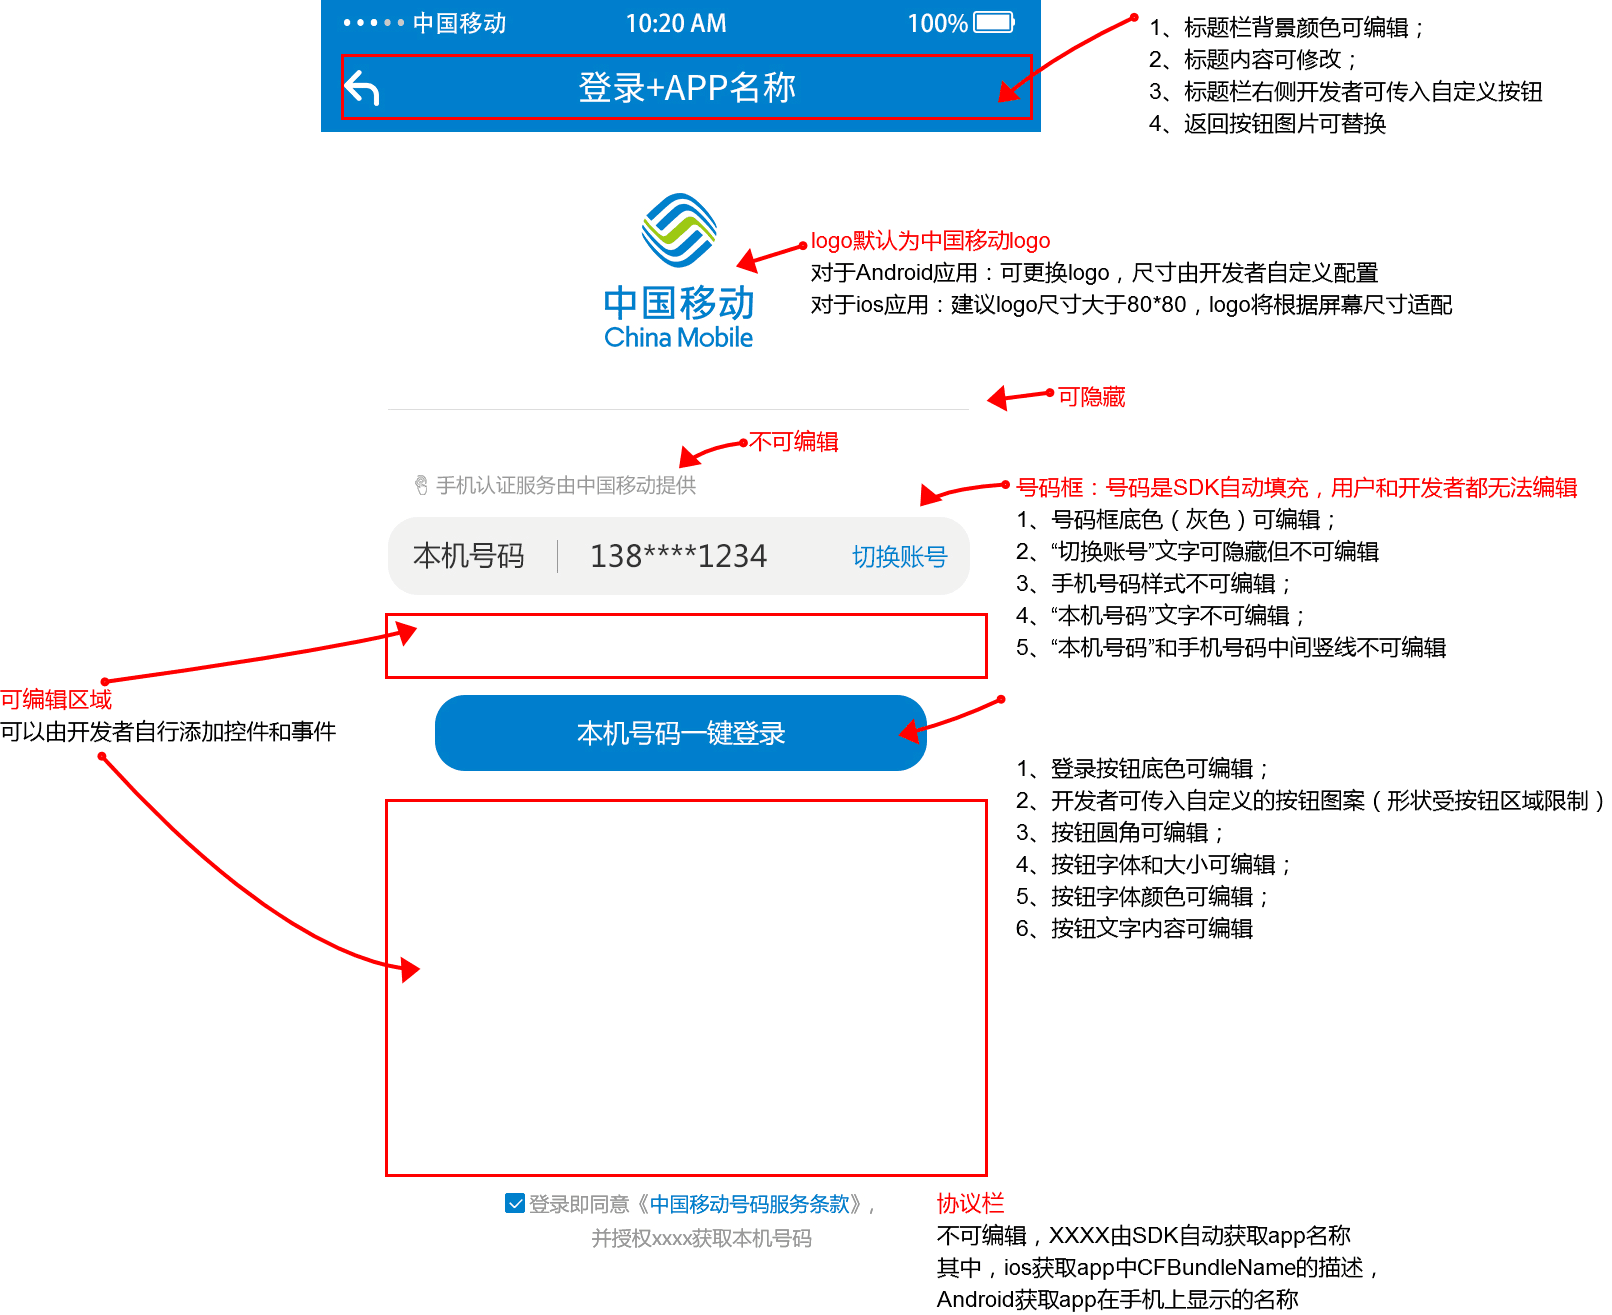 中国移动
10:20 AM
100%
登录+APP名称
1、标题栏背景颜色可编辑；
2、标题内容可修改；
3、标题栏右侧开发者可传入自定义按钮
4、返回按钮图片可替换
中国移动
China Mobile
logo默认为中国移动logo
对于Android应用：可更换logo，尺寸由开发者自定义配置
对于ios应用：建议logo尺寸大于80*80，logo将根据屏幕尺寸适配
可隐藏
不可编辑
手机认证服务由中国移动提供
本机号码
138****1234
切换账号
号码框：号码是SDK自动填充，用户和开发者都无法编辑
1、号码框底色（灰色）可编辑；
2、“切换账号”文字可隐藏但不可编辑
3、手机号码样式不可编辑；
4、“本机号码”文字不可编辑；
5、“本机号码”和手机号码中间竖线不可编辑
可编辑区域
可以由开发者自行添加控件和事件
本机号码一键登录
1、登录按钮底色可编辑；
2、开发者可传入自定义的按钮图案（形状受按钮区域限制）
3、按钮圆角可编辑；
4、按钮字体和大小可编辑；
5、按钮字体颜色可编辑；
6、按钮文字内容可编辑
登录即同意《中国移动号码服务条款》,
并授权xxxx获取本机号码
协议栏
不可编辑，XXXX由SDK自动获取app名称
其中，ios获取app中CFBundleName的描述，
Android获取app在手机上显示的名称